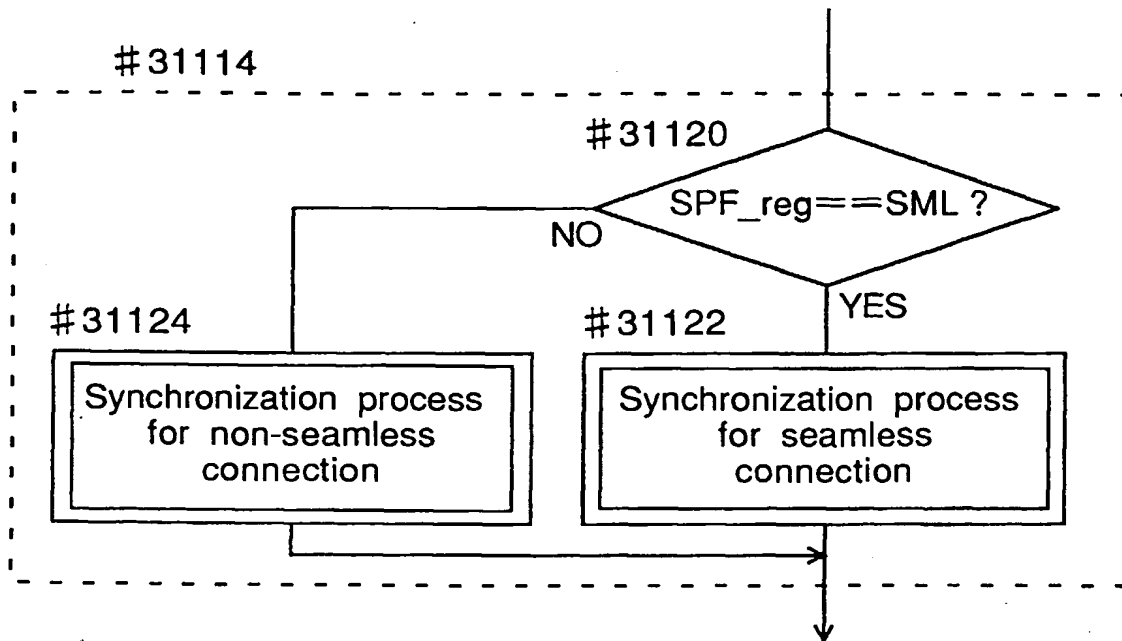 #31114
#31120
SPF_reg==SML ?
NO
YES
#31124
#31122
Synchronization process
for non-seamless
connection
Synchronization process
for seamless
connection